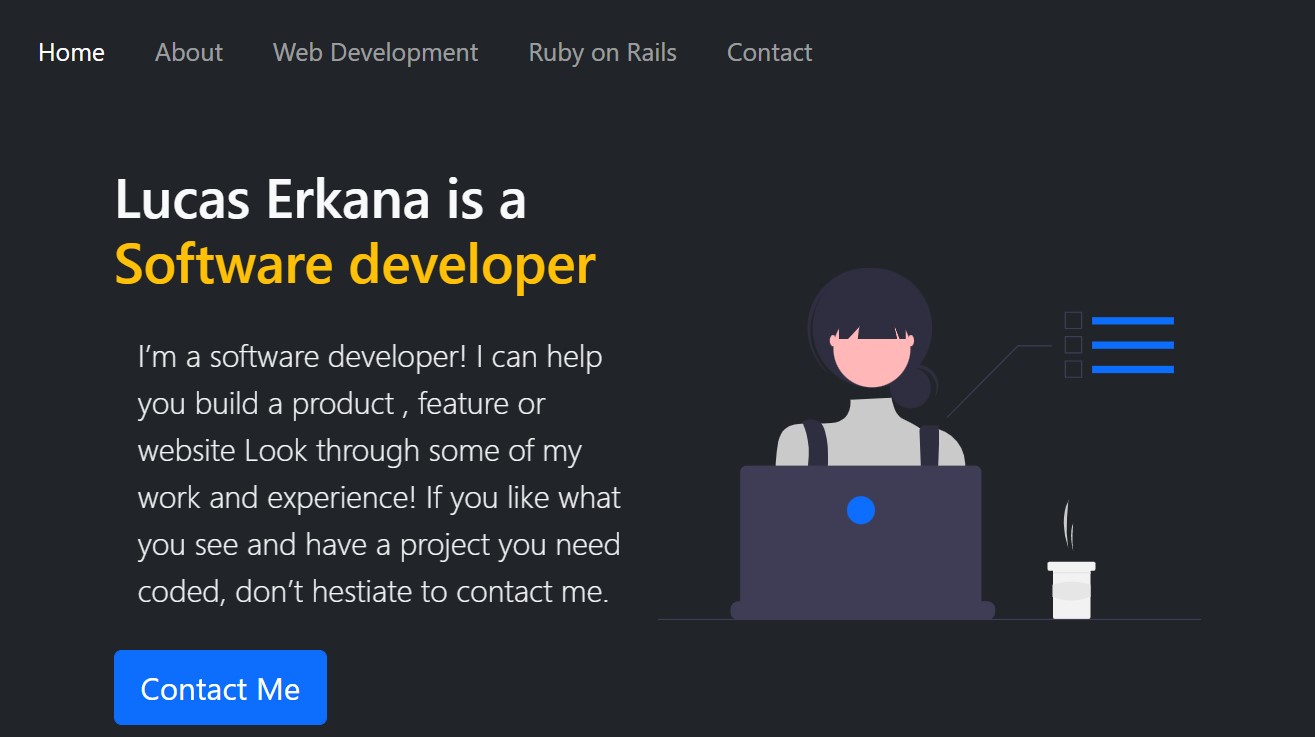 Home About Web Development Ruby on Rails Contact
Lucas Erkana is a
Software developer
I’m a software developer! I can help
you build a product , feature or
website Look through some of my
work and experience! If you like what
you see and have a project you need
coded, don’t hestiate to contact me.
Contact Me